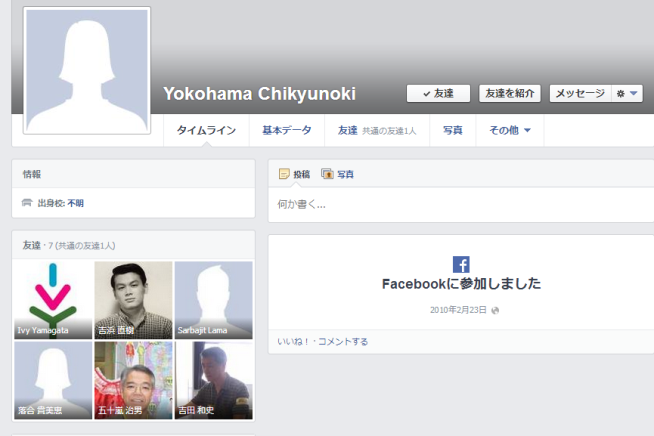 Yokohama Chikyunoki
✓ 友達
友達を紹介
メッセージ
タイムライン
基本データ
友達 共通の友達1人
写真
その他
情報
出身校: 不明
投稿
写真
何か書く...
友達 · 7 (共通の友達1人)
Ivy Yamagata
吉浜 直樹
Sarbajit Lama
落合 貴美恵
五十嵐 治男
吉田 和史
Facebookに参加しました
2010年2月23日
いいね！ · コメントする